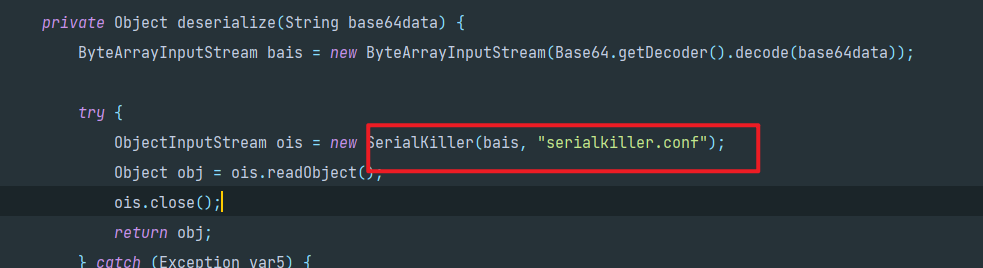 private Object deserialize(String base64data) {
ByteArrayInputStream bais = new ByteArrayInputStream(Base64.getDecoder().decode(base64data));
try {
ObjectInputStream ois = new SerialKiller(bais, "serialkiller.conf");
Object obj = ois.readObject();
ois.close();
return obj;
} catch (Exception var5) {